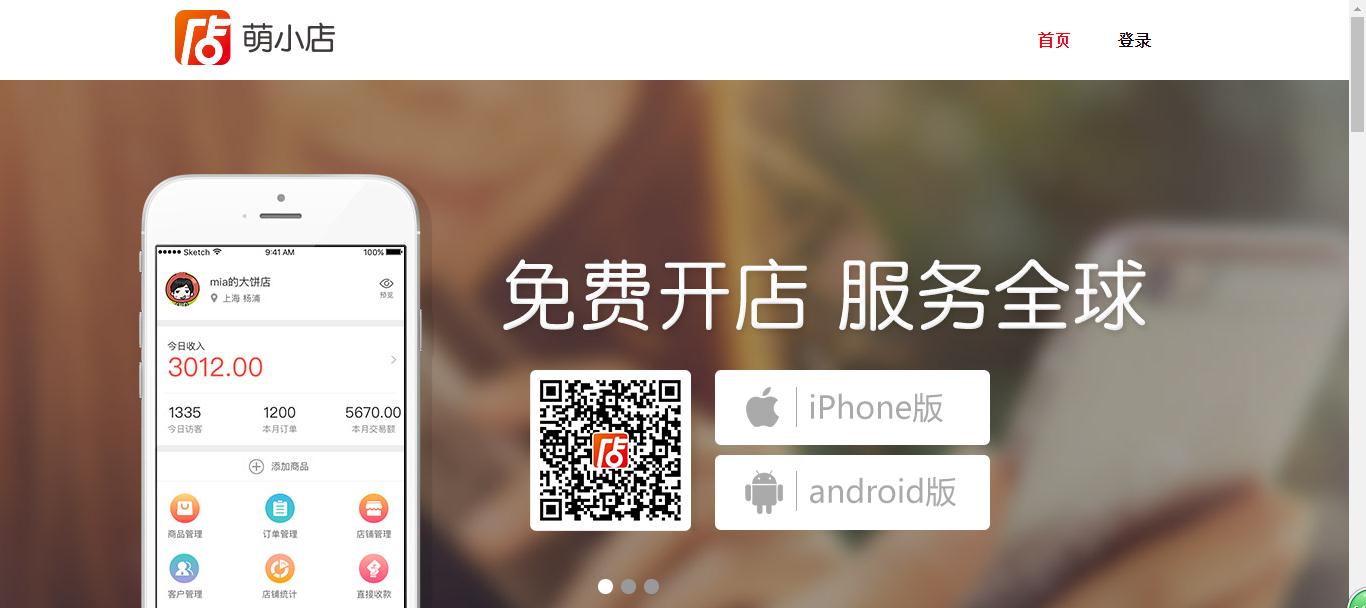 萌小店
首页
登录
Sketch 9:41 AM 100%
mia的大饼店
上海 杨浦
预览
今日收入
3012.00
1335 1200 5670.00
今日访客 本月订单 本月交易额
添加商品
商品管理 订单管理 店铺管理
客户管理 店铺统计 直接收款
免费开店 服务全球
店
iPhone版
android版